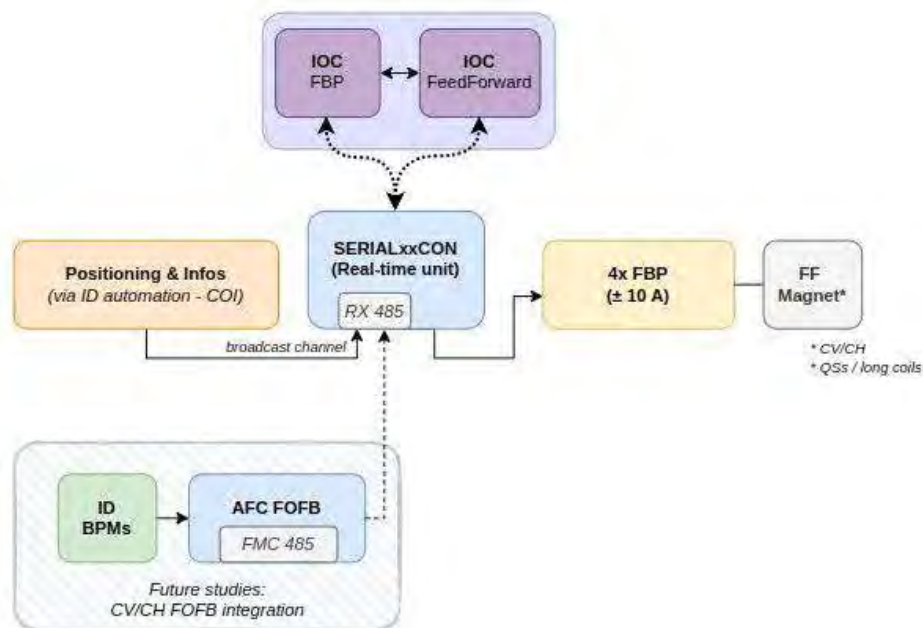 IOC
FBP
IOC
FeedForward
SERIALxxCON
(Real-time unit)
RX 485
Positioning & Infos
(via ID automation - COI)
broadcast channel
4x FBP
(± 10 A)
FF
Magnet*
* CV/CH
* QSs / long coils
ID
BPMs
AFC FOFB
FMC 485
Future studies:
CV/CH FOFB integration